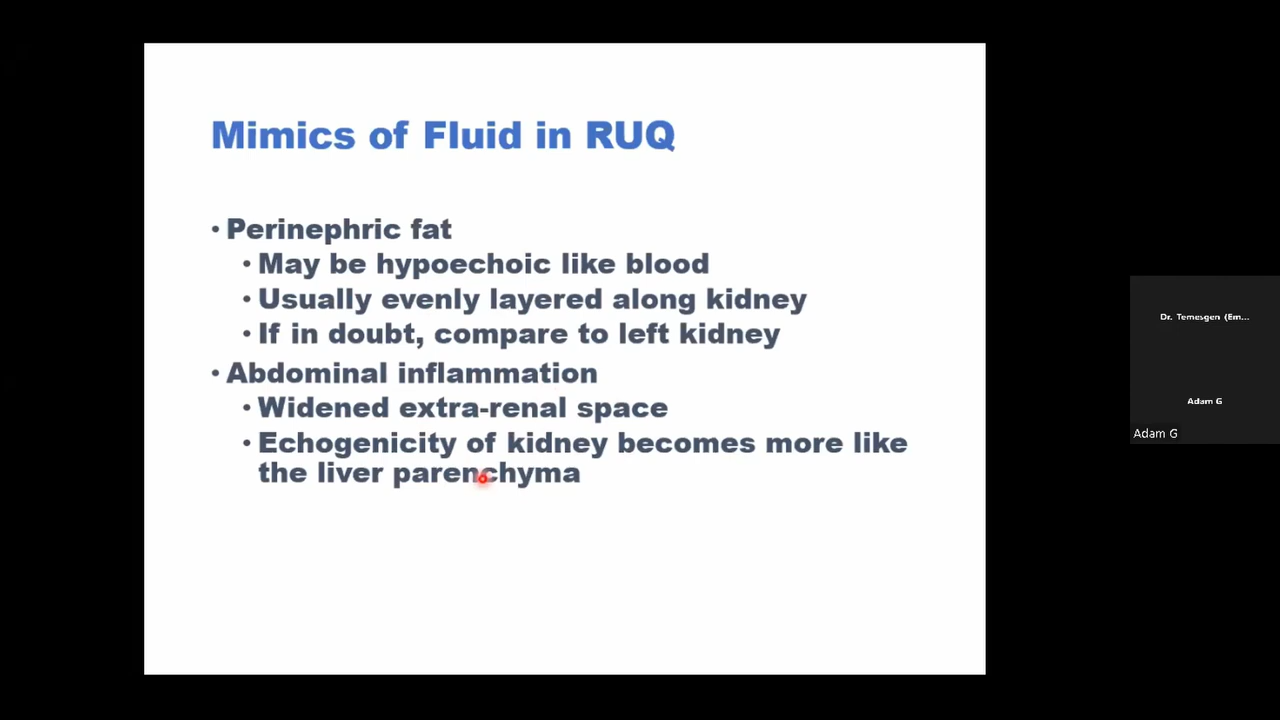 Mimics of Fluid in RUQ
• Perinephric fat
• May be hypoechoic like blood
• Usually evenly layered along kidney
• If in doubt, compare to left kidney
• Abdominal inflammation
• Widened extra-renal space
• Echogenicity of kidney becomes more like
the liver parenchyma
Dr. Temesgen (Em...
Adam G
Adam G